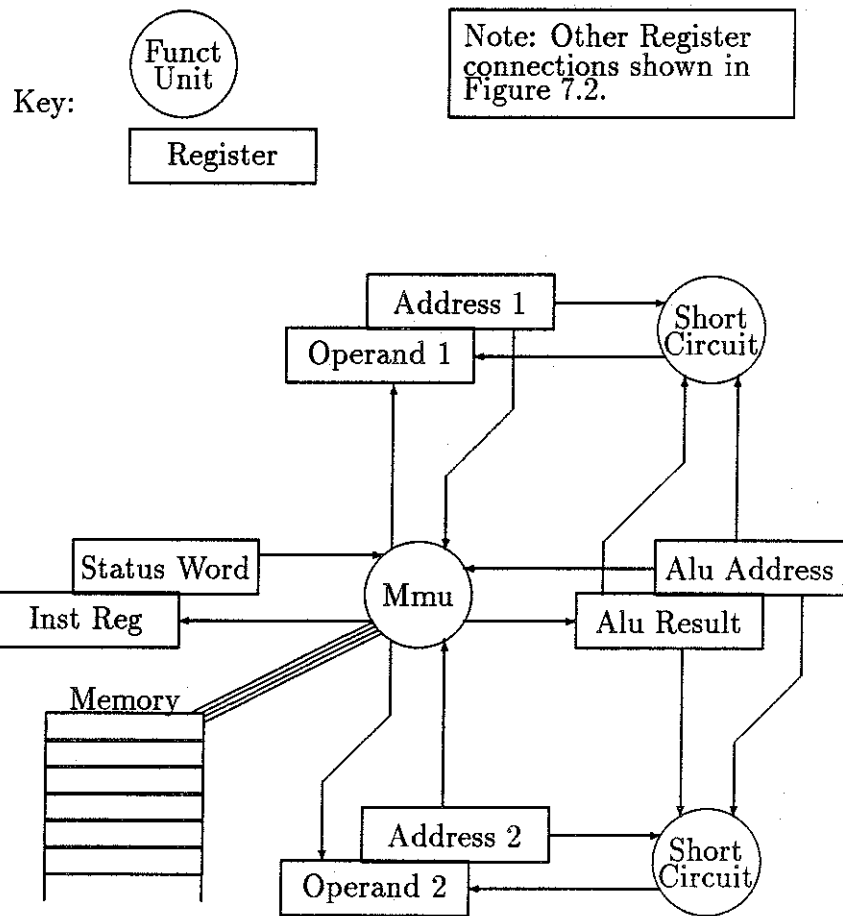 Funct
Unit
Note: Other Register
connections shown in
Figure 7.2.
Key:
Register
Address 1
Short
Circuit
Operand 1
Status Word
Mmu
Alu Address
Inst Reg
Alu Result
Memory
Address 2
Short
Circuit
Operand 2